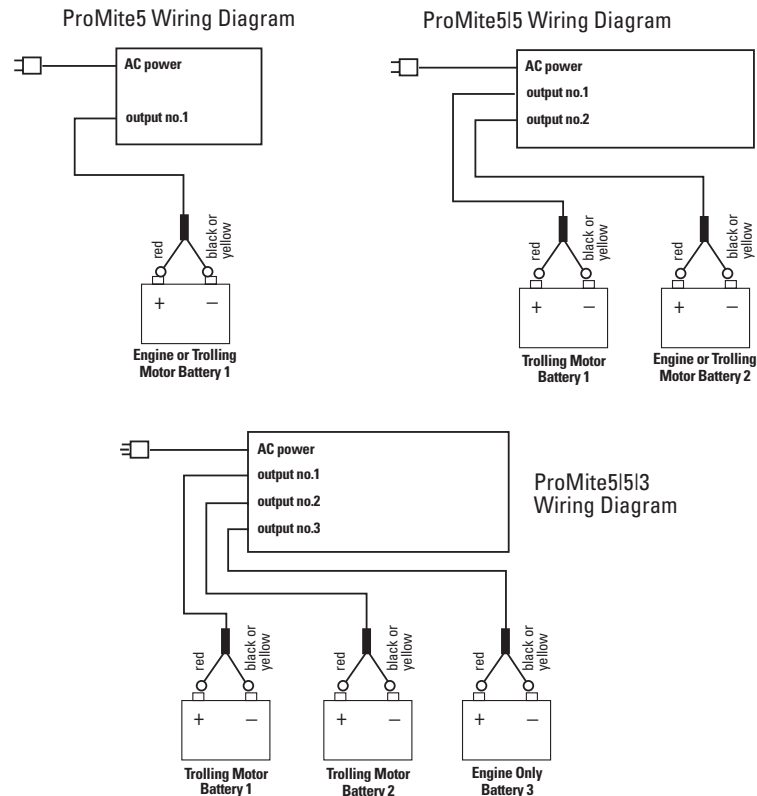 ProMite5 Wiring Diagram
AC power
output no.1
red
black or
yellow
+ –
Engine or Trolling
Motor Battery 1
ProMite5|5 Wiring Diagram
AC power
output no.1
output no.2
red
black or
yellow
red
black or
yellow
+ –
+ –
Trolling Motor
Battery 1
Engine or Trolling
Motor Battery 2
ProMite5|5|3
Wiring Diagram
AC power
output no.1
output no.2
output no.3
red
black or
yellow
red
black or
yellow
red
black or
yellow
+ –
+ –
+ –
Trolling Motor
Battery 1
Trolling Motor
Battery 2
Engine Only
Battery 3